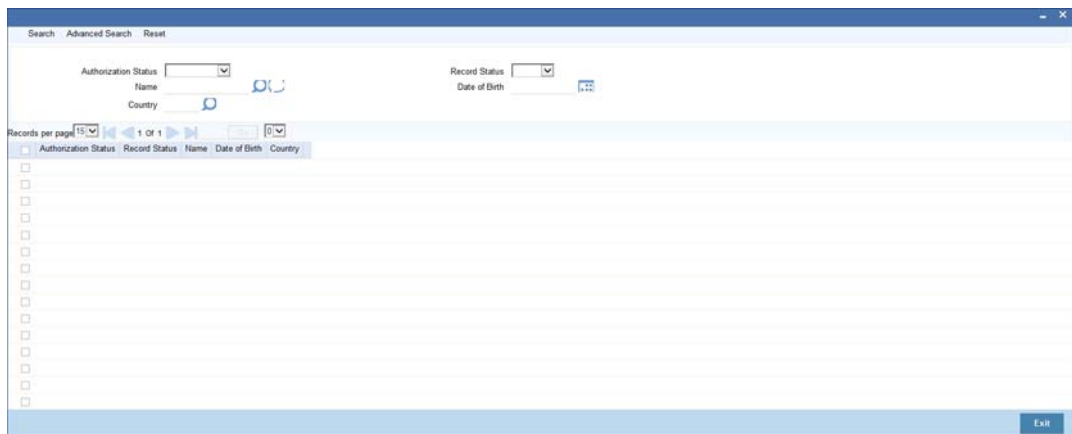 Search Advanced Search Reset
Authorization Status Record Status
Name Date of Birth
Country
Records per page 15 1 Of 1 Go 0
Authorization Status Record Status Name Date of Birth Country
Exit